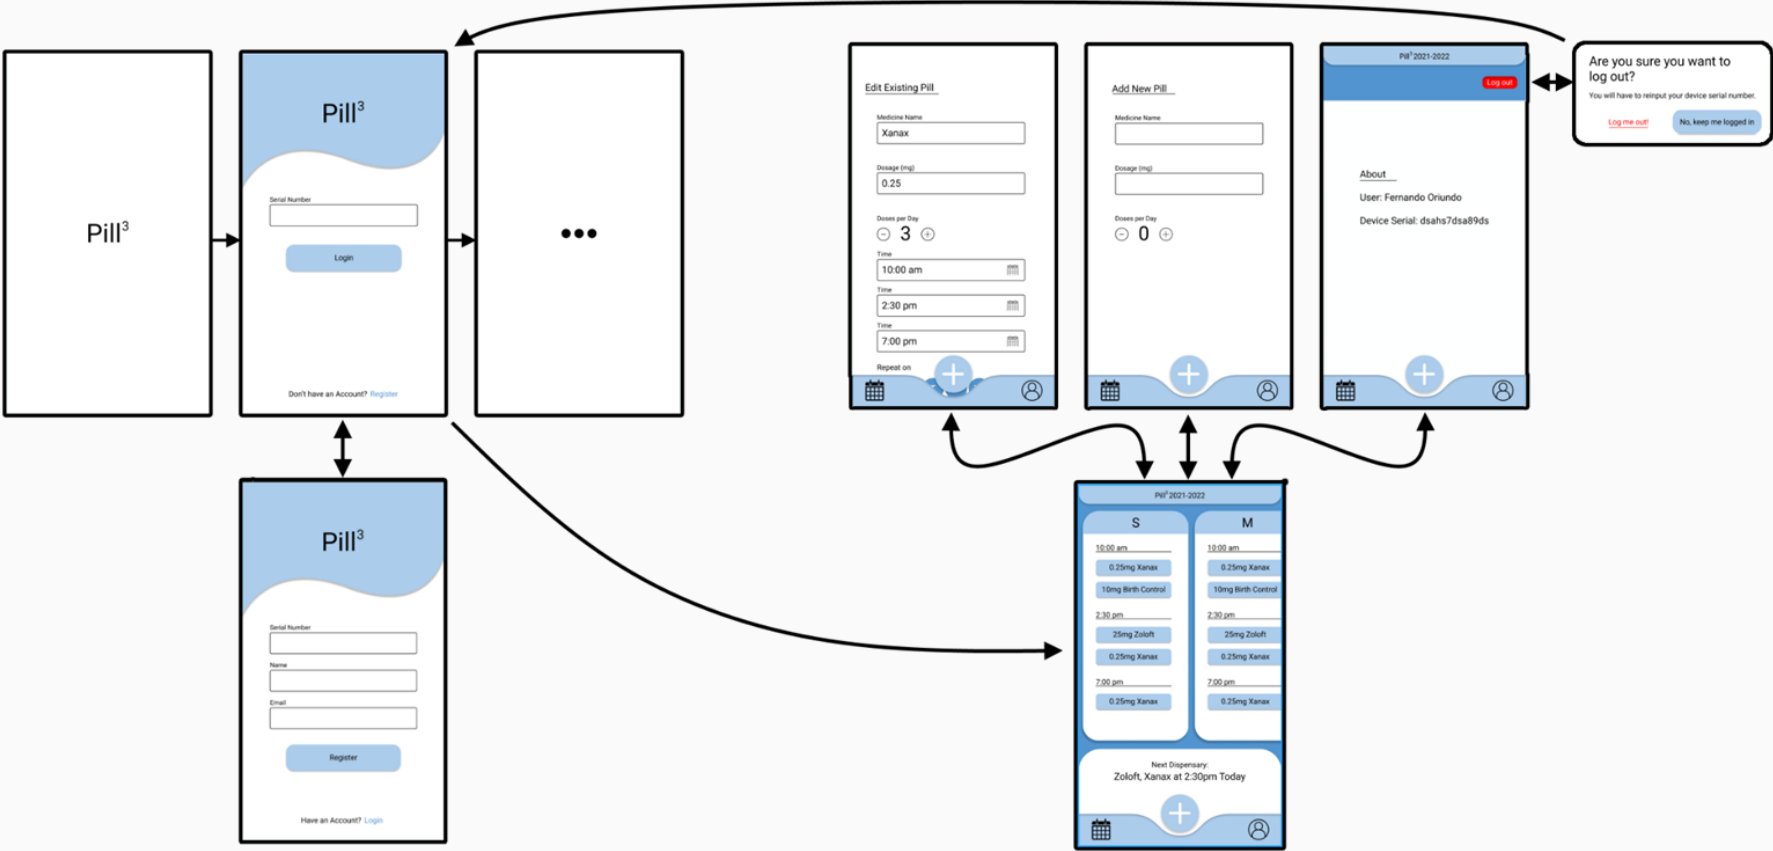 Pill³
Pill³
Serial Number
Login
Don't have an Account? Register
•••
Pill³
Serial Number
Name
Email
Register
Have an Account? Login
Edit Existing Pill
Medicine Name
Xanax
Dosage (mg)
0.25
Doses per Day
3
Time
10:00 am
Time
2:30 pm
Time
7:00 pm
Repeat on
Add New Pill
Medicine Name
Dosage (mg)
Doses per Day
0
Pill³ 2021-2022
Log out
About
User: Fernando Oriundo
Device Serial: dsahs7dsa89ds
Are you sure you want to
log out?
You will have to reinput your device serial number.
Log me out!
No, keep me logged in
Pill³ 2021-2022
S
10:00 am
0.25mg Xanax
10mg Birth Control
2:30 pm
25mg Zoloft
0.25mg Xanax
7:00 pm
0.25mg Xanax
M
10:00 am
0.25mg Xanax
10mg Birth Control
2:30 pm
25mg Zoloft
0.25mg Xanax
7:00 pm
0.25mg Xanax
Next Dispensary:
Zoloft, Xanax at 2:30pm Today